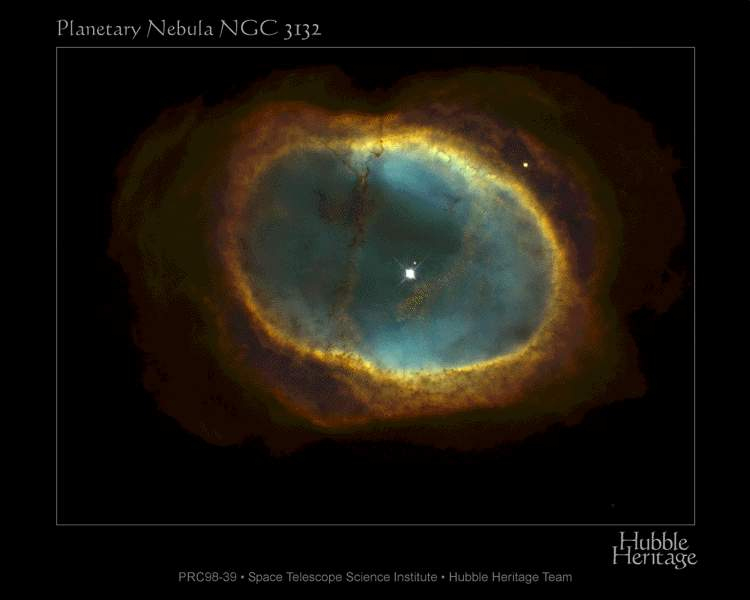 Planetary Nebula NGC 3132
Hubble
Heritage
PRC98-39 • Space Telescope Science Institute • Hubble Heritage Team